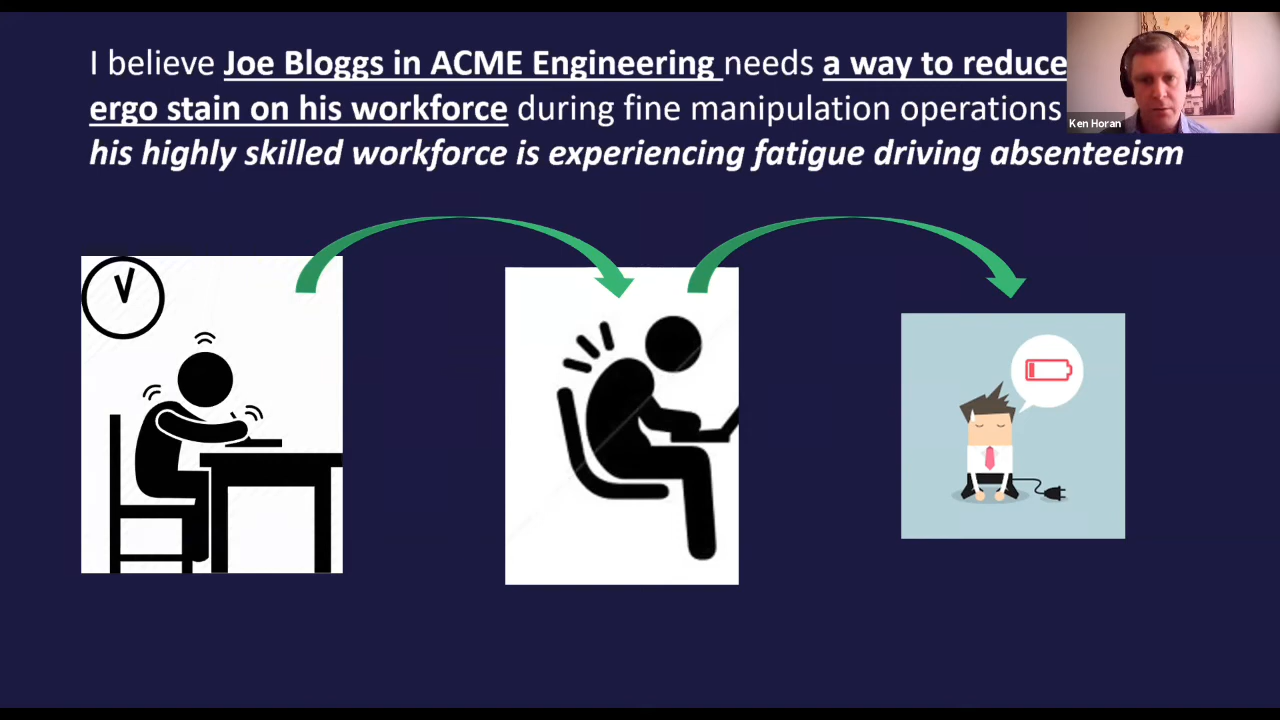 I believe Joe Bloggs in ACME Engineering needs a way to reduce
ergo stain on his workforce during fine manipulation operations
his highly skilled workforce is experiencing fatigue driving absenteeism
Ken Horan